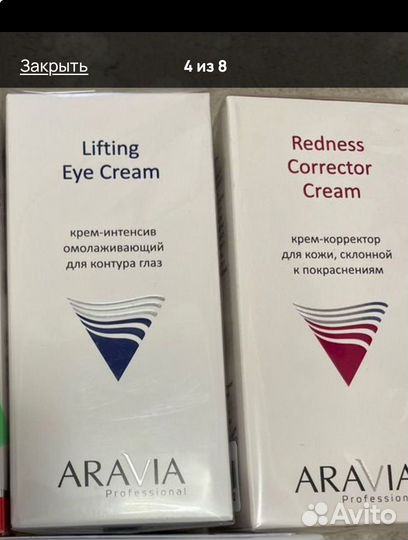 Закрыть
4 из 8
Lifting
Eye Cream
крем-интенсив
омолаживающий
для контура глаз
ARAVIA
Professional
Redness
Corrector
Cream
крем-корректор
для кожи, склонной
к покраснениям
ARAVIA
Professional
Avito